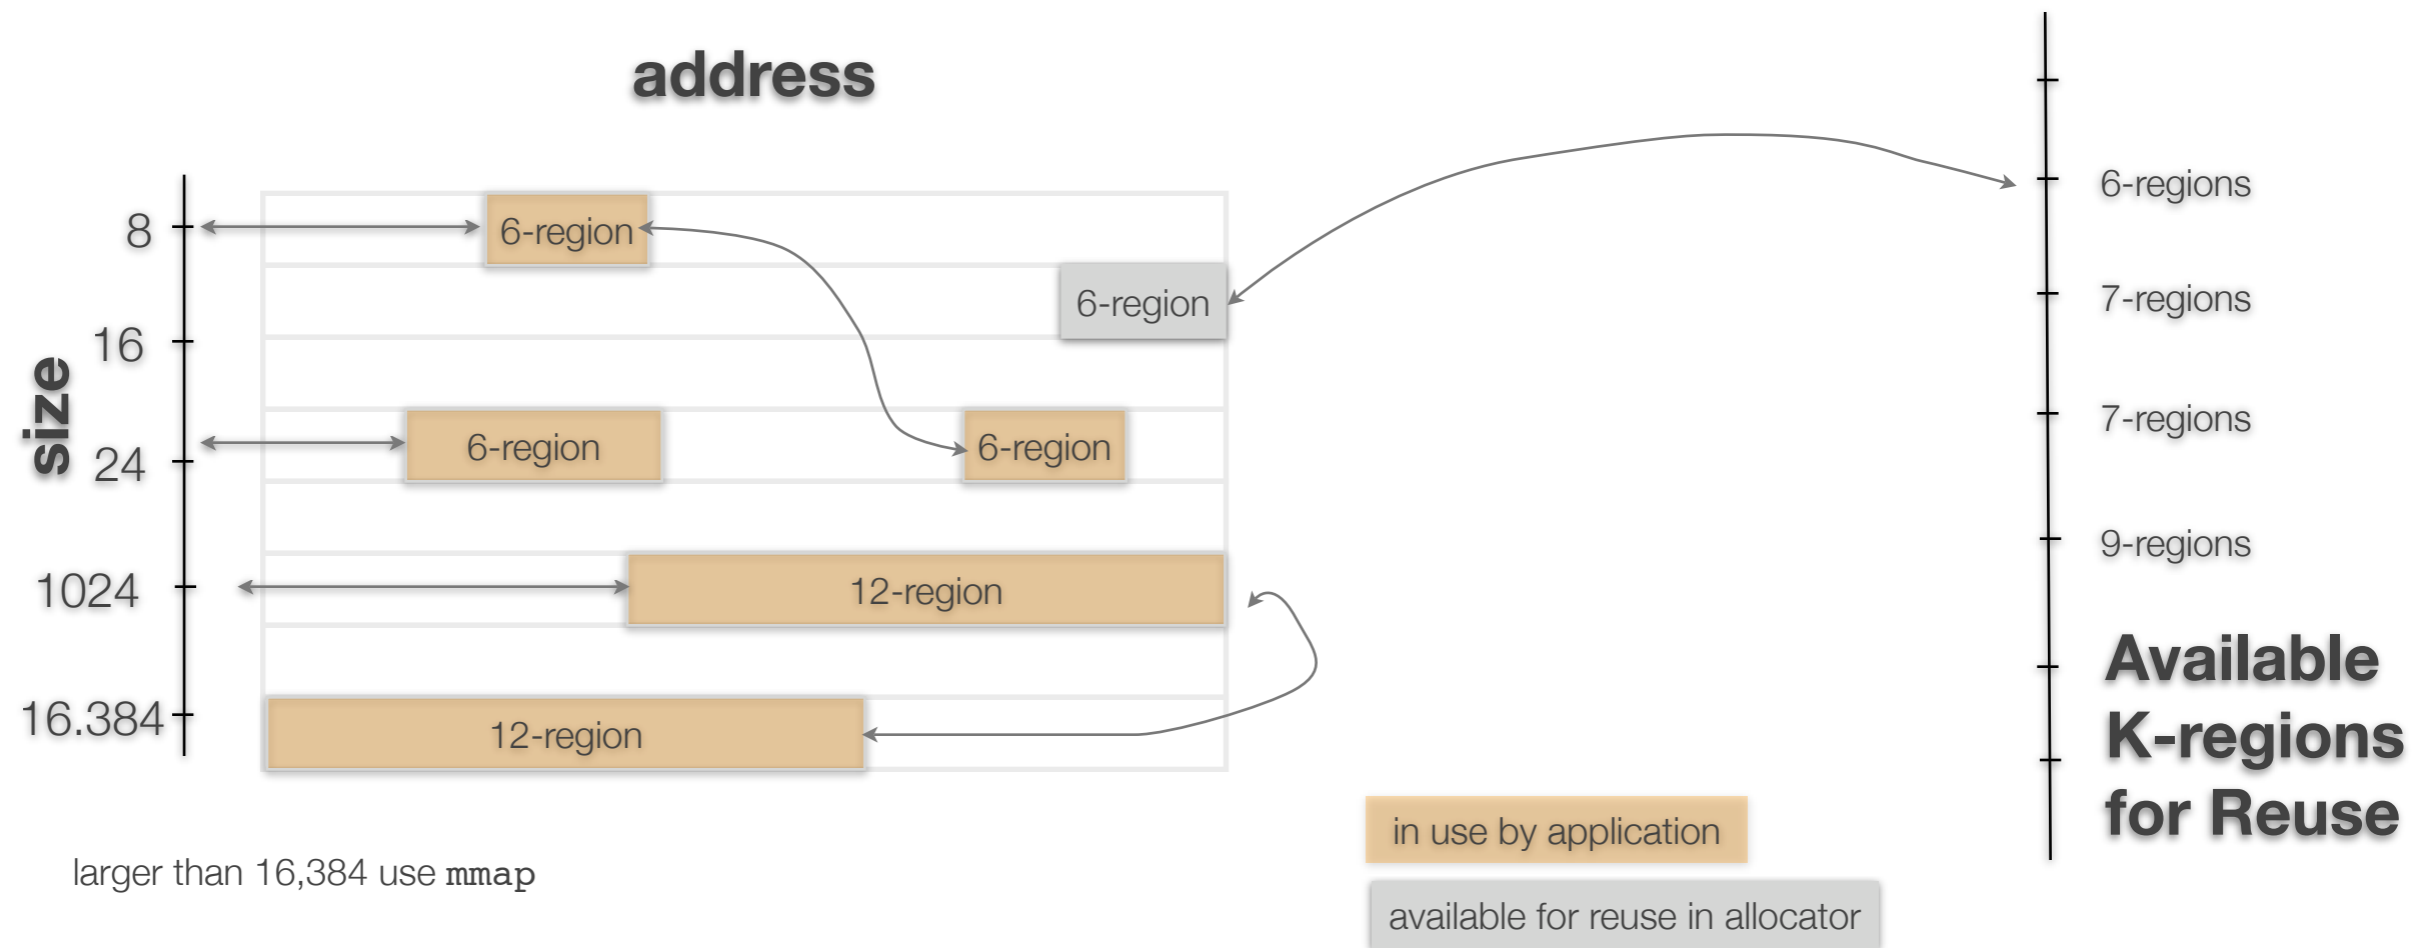 address
size
8
16
24
1024
16.384
6-region
6-region
6-region
6-region
12-region
12-region
6-regions
7-regions
7-regions
9-regions
Available
K-regions
for Reuse
in use by application
available for reuse in allocator
larger than 16,384 use mmap